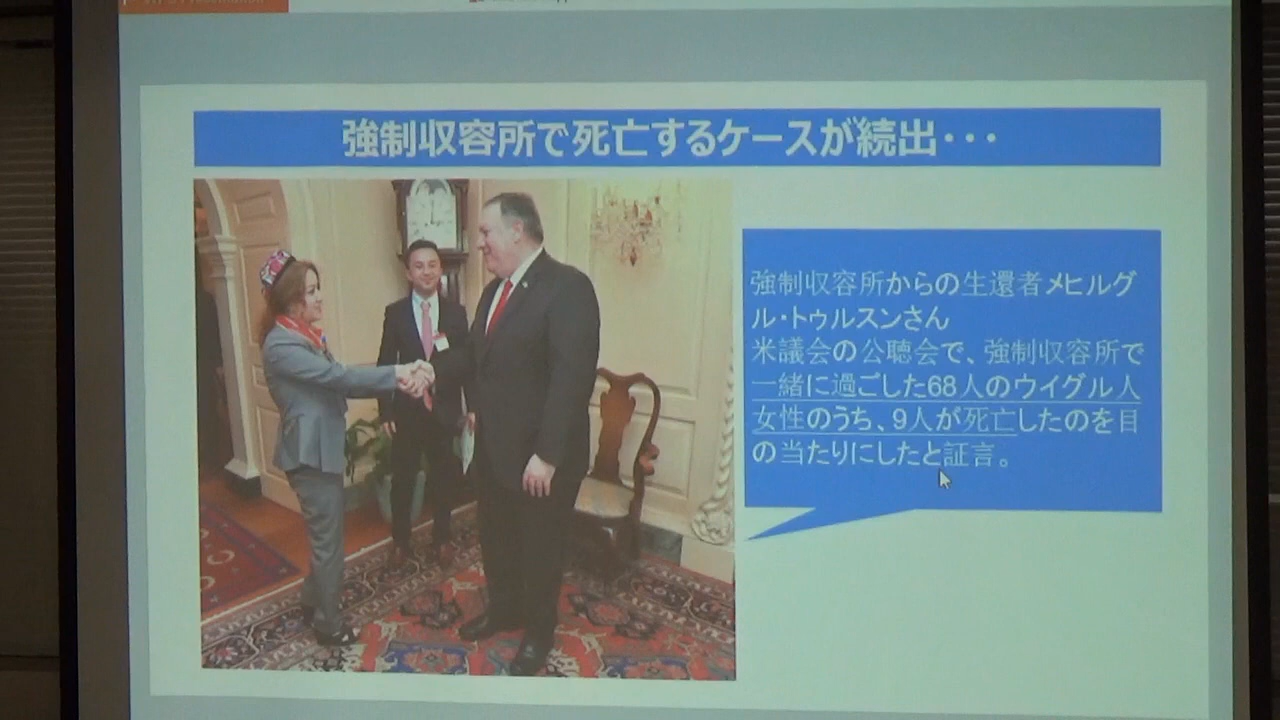 強制収容所で死亡するケースが続出・・・
強制収容所からの生還者メヒルグ
ル・トゥルスンさん
米議会の公聴会で、強制収容所で
一緒に過ごした68人のウイグル人
女性のうち、9人が死亡したのを目
の当たりにしたと証言。